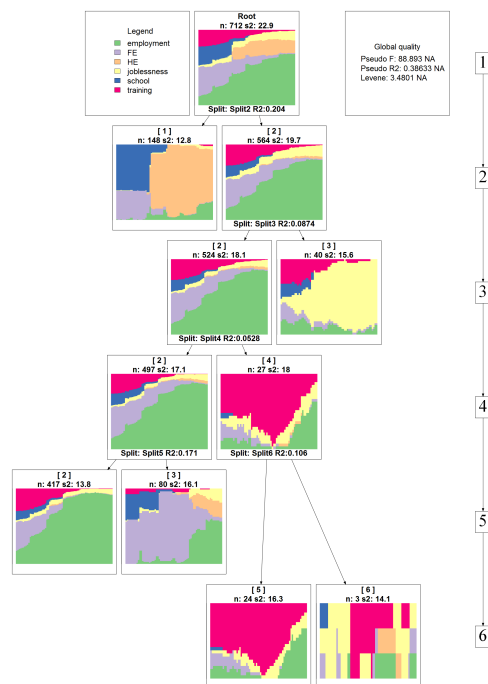 Legend
employment
FE
HE
joblessness
school
training
Root
n: 712 s2: 22.9
Split: Split2 R2:0.204
Global quality
Pseudo F: 88.893 NA
Pseudo R2: 0.38633 NA
Levene: 3.4801 NA
1
[ 1 ]
n: 148 s2: 12.8
[ 2 ]
n: 564 s2: 19.7
Split: Split3 R2:0.0874
2
[ 2 ]
n: 524 s2: 18.1
Split: Split4 R2:0.0528
[ 3 ]
n: 40 s2: 15.6
3
[ 2 ]
n: 497 s2: 17.1
Split: Split5 R2:0.171
[ 4 ]
n: 27 s2: 18
Split: Split6 R2:0.106
4
[ 2 ]
n: 417 s2: 13.8
[ 3 ]
n: 80 s2: 16.1
5
[ 5 ]
n: 24 s2: 16.3
[ 6 ]
n: 3 s2: 14.1
6